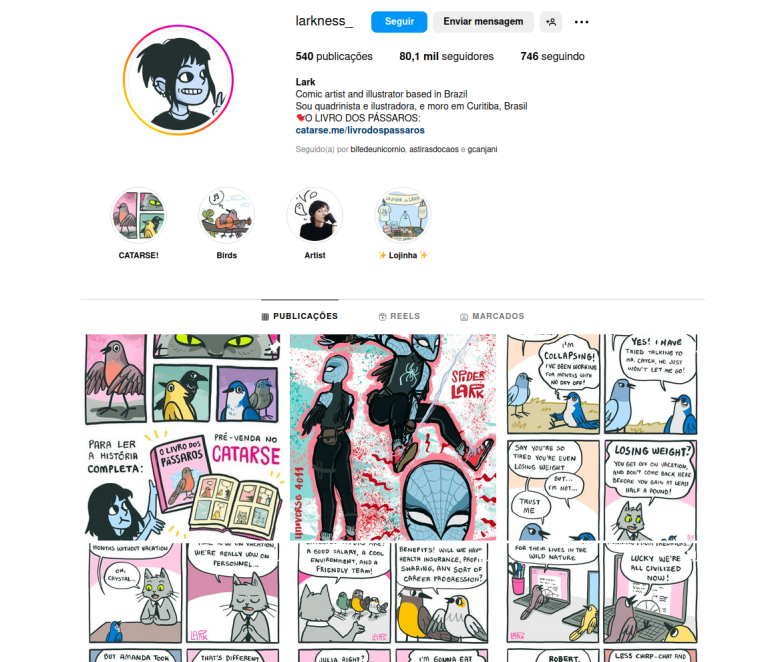 larkness_
Seguir
Enviar mensagem
540 publicações
80,1 mil seguidores
746 seguindo
Lark
Comic artist and illustrator based in Brazil
Sou quadrinista e ilustradora, e moro em Curitiba, Brasil
O LIVRO DOS PÁSSAROS:
catarse.me/livrodospassaros
Seguido(a) por bifedeunicornio, astirasdocaos e gcanjani
CATARSE!
Birds
Artist
✨ Lojinha ✨
PUBLICAÇÕES
REELS
MARCADOS
PARA LER
A HISTÓRIA
COMPLETA:
O LIVRO DOS
PÁSSAROS
PRÉ-VENDA NO
CATARSE
SPIDER
LARK
UNIVERSE 4011
I'M
COLLAPSING!
I'VE BEEN WORKING
FOR MONTHS WITH
NO DAY OFF!
YES! I HAVE
TRIED TALKING TO
MR. CATCH, HE JUST
WON'T LET ME GO!
SAY YOU'RE SO
TIRED YOU'RE EVEN
LOSING WEIGHT
BUT...
I'M NOT...
TRUST
ME
LOSING WEIGHT?
YOU GET OFF ON VACATION,
AND DON'T COME BACK HERE
BEFORE YOU GAIN AT LEAST
HALF A POUND!
MONTHS WITHOUT VACATION
OH,
CRYSTAL...
WE'RE REALLY LOW ON
PERSONNEL...
LARK
A GOOD SALARY, A COOL
ENVIRONMENT, AND A
FRIENDLY TEAM!
LARK
BENEFITS! WILL WE HAVE
HEALTH INSURANCE, PROFIT
SHARING, ANY SORT OF
CAREER PROGRESSION?
FOR THEIR LIVES IN THE
WILD NATURE
LARK
LUCKY WE'RE
ALL CIVILIZED
NOW!
BUT AMANDA TOOK
THAT'S DIFFERENT,
JULIA RIGHT?
I'M GONNA EAT
ROBERT,
LESS CHIRP-CHAT AND